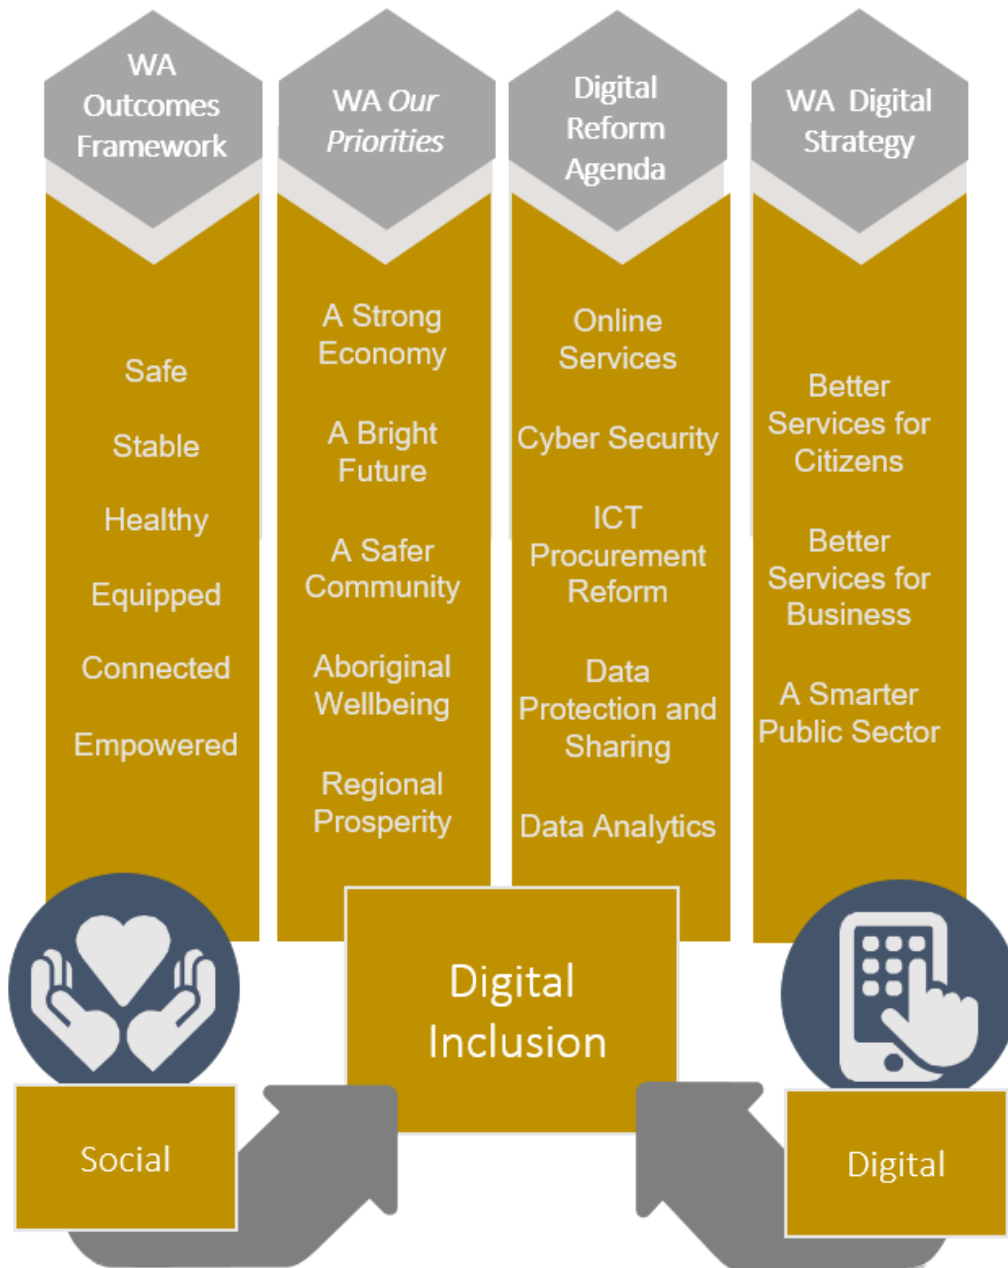 WA
Outcomes
Framework
Safe
Stable
Healthy
Equipped
Connected
Empowered
WA Our
Priorities
A Strong
Economy
A Bright
Future
A Safer
Community
Aboriginal
Wellbeing
Regional
Prosperity
Digital
Reform
Agenda
Online
Services
Cyber Security
ICT
Procurement
Reform
Data
Protection and
Sharing
Data Analytics
WA Digital
Strategy
Better
Services for
Citizens
Better
Services for
Business
A Smarter
Public Sector
Social
Digital
Inclusion
Digital